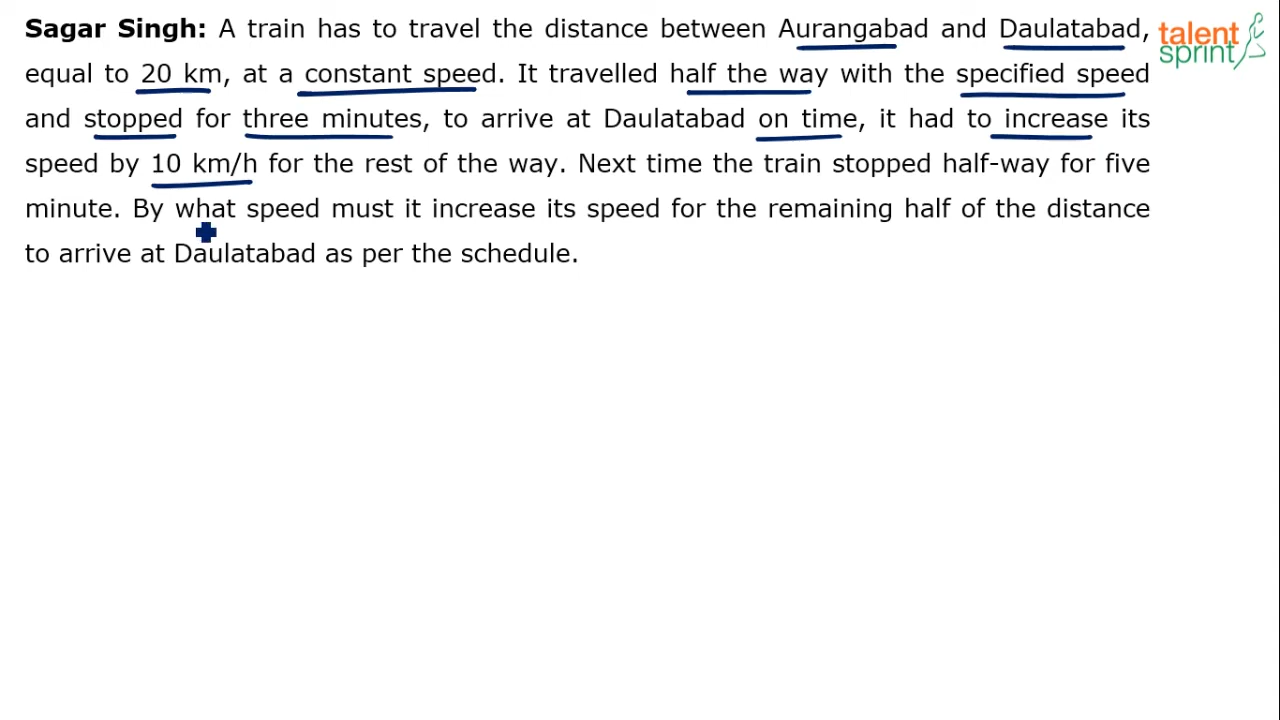 Sagar Singh: A train has to travel the distance between Aurangabad and Daulatabad,
equal to 20 km, at a constant speed. It travelled half the way with the specified speed
and stopped for three minutes, to arrive at Daulatabad on time, it had to increase its
speed by 10 km/h for the rest of the way. Next time the train stopped half-way for five
minute. By what speed must it increase its speed for the remaining half of the distance
to arrive at Daulatabad as per the schedule.
talent
sprint